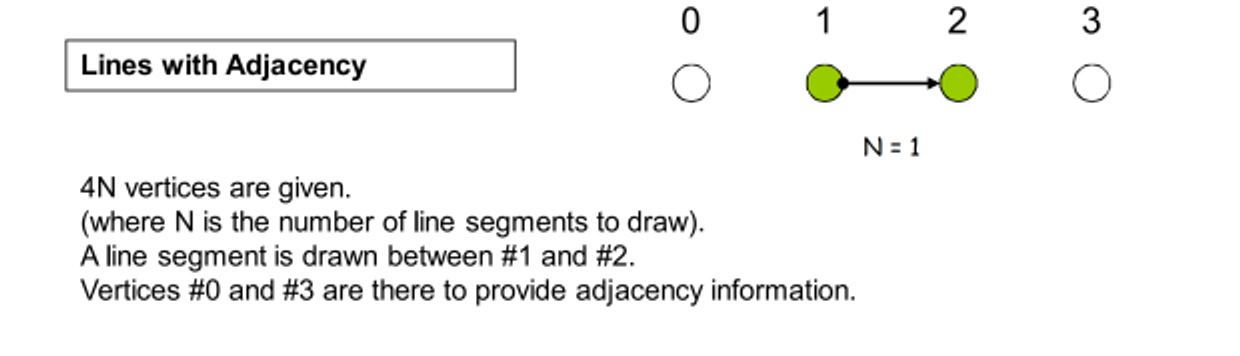 0 1 2 3
Lines with Adjacency
N = 1
4N vertices are given.
(where N is the number of line segments to draw).
A line segment is drawn between #1 and #2.
Vertices #0 and #3 are there to provide adjacency information.